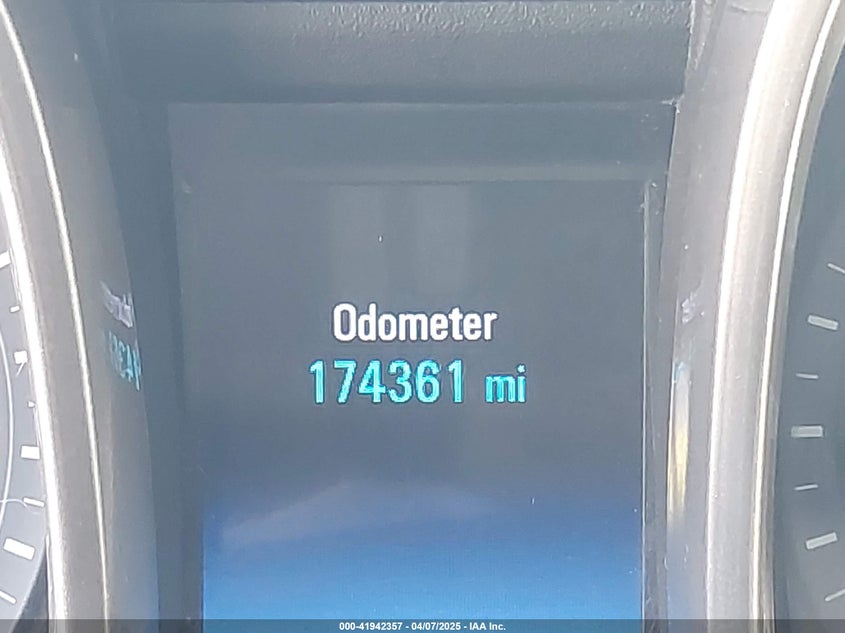 Odometer
174361 mi
000-41942357 - 04/07/2025 - IAA Inc.